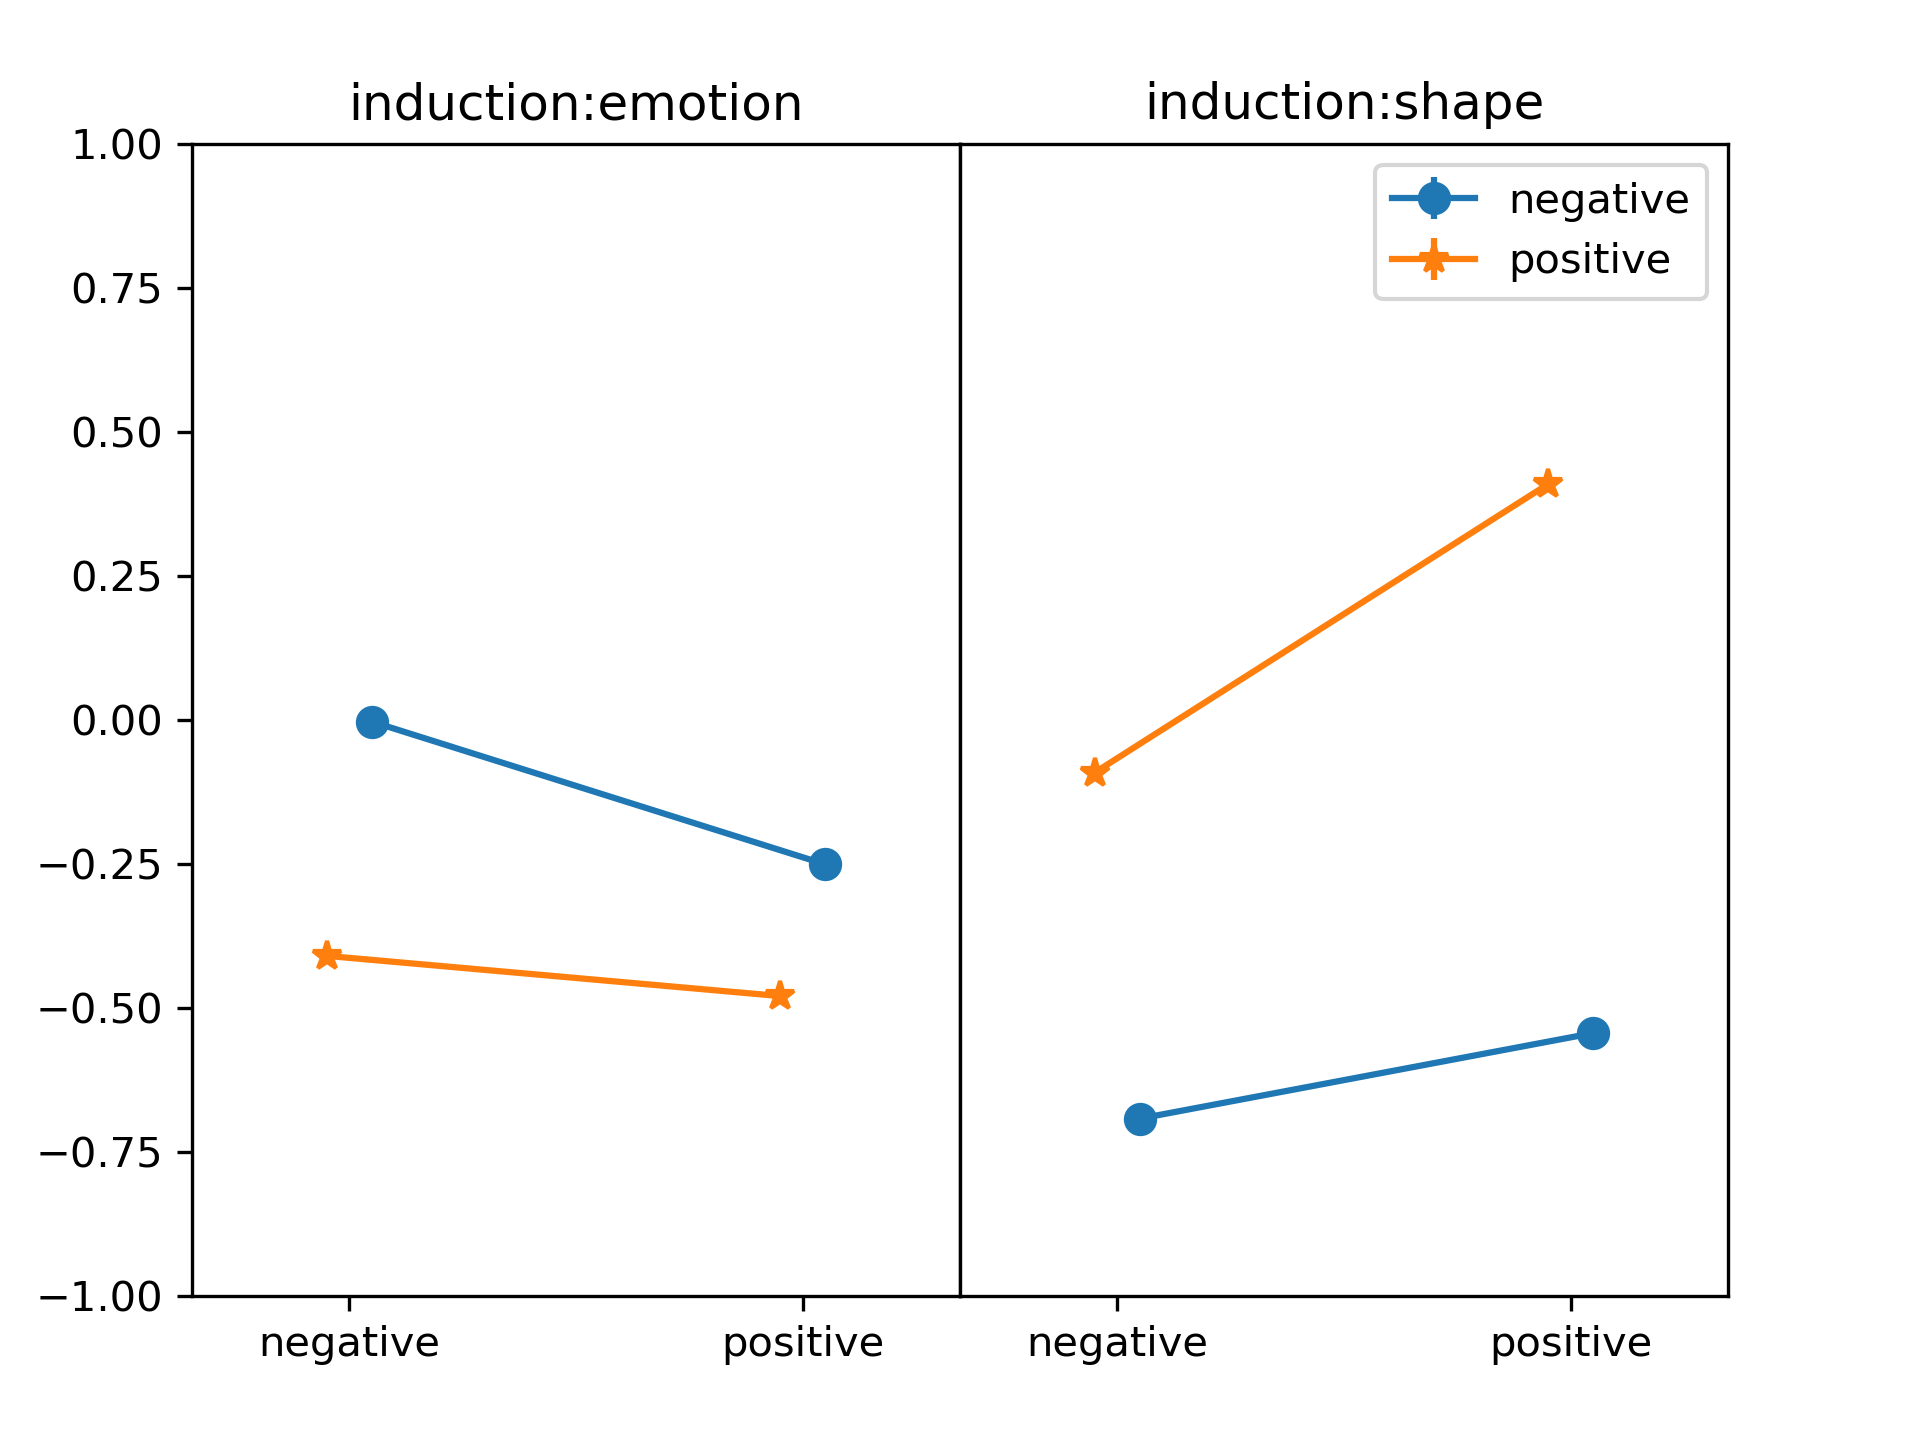 induction:emotion
induction:shape
1.00
0.75
0.50
0.25
0.00
−0.25
−0.50
−0.75
−1.00
negative
positive
negative
positive
negative
positive